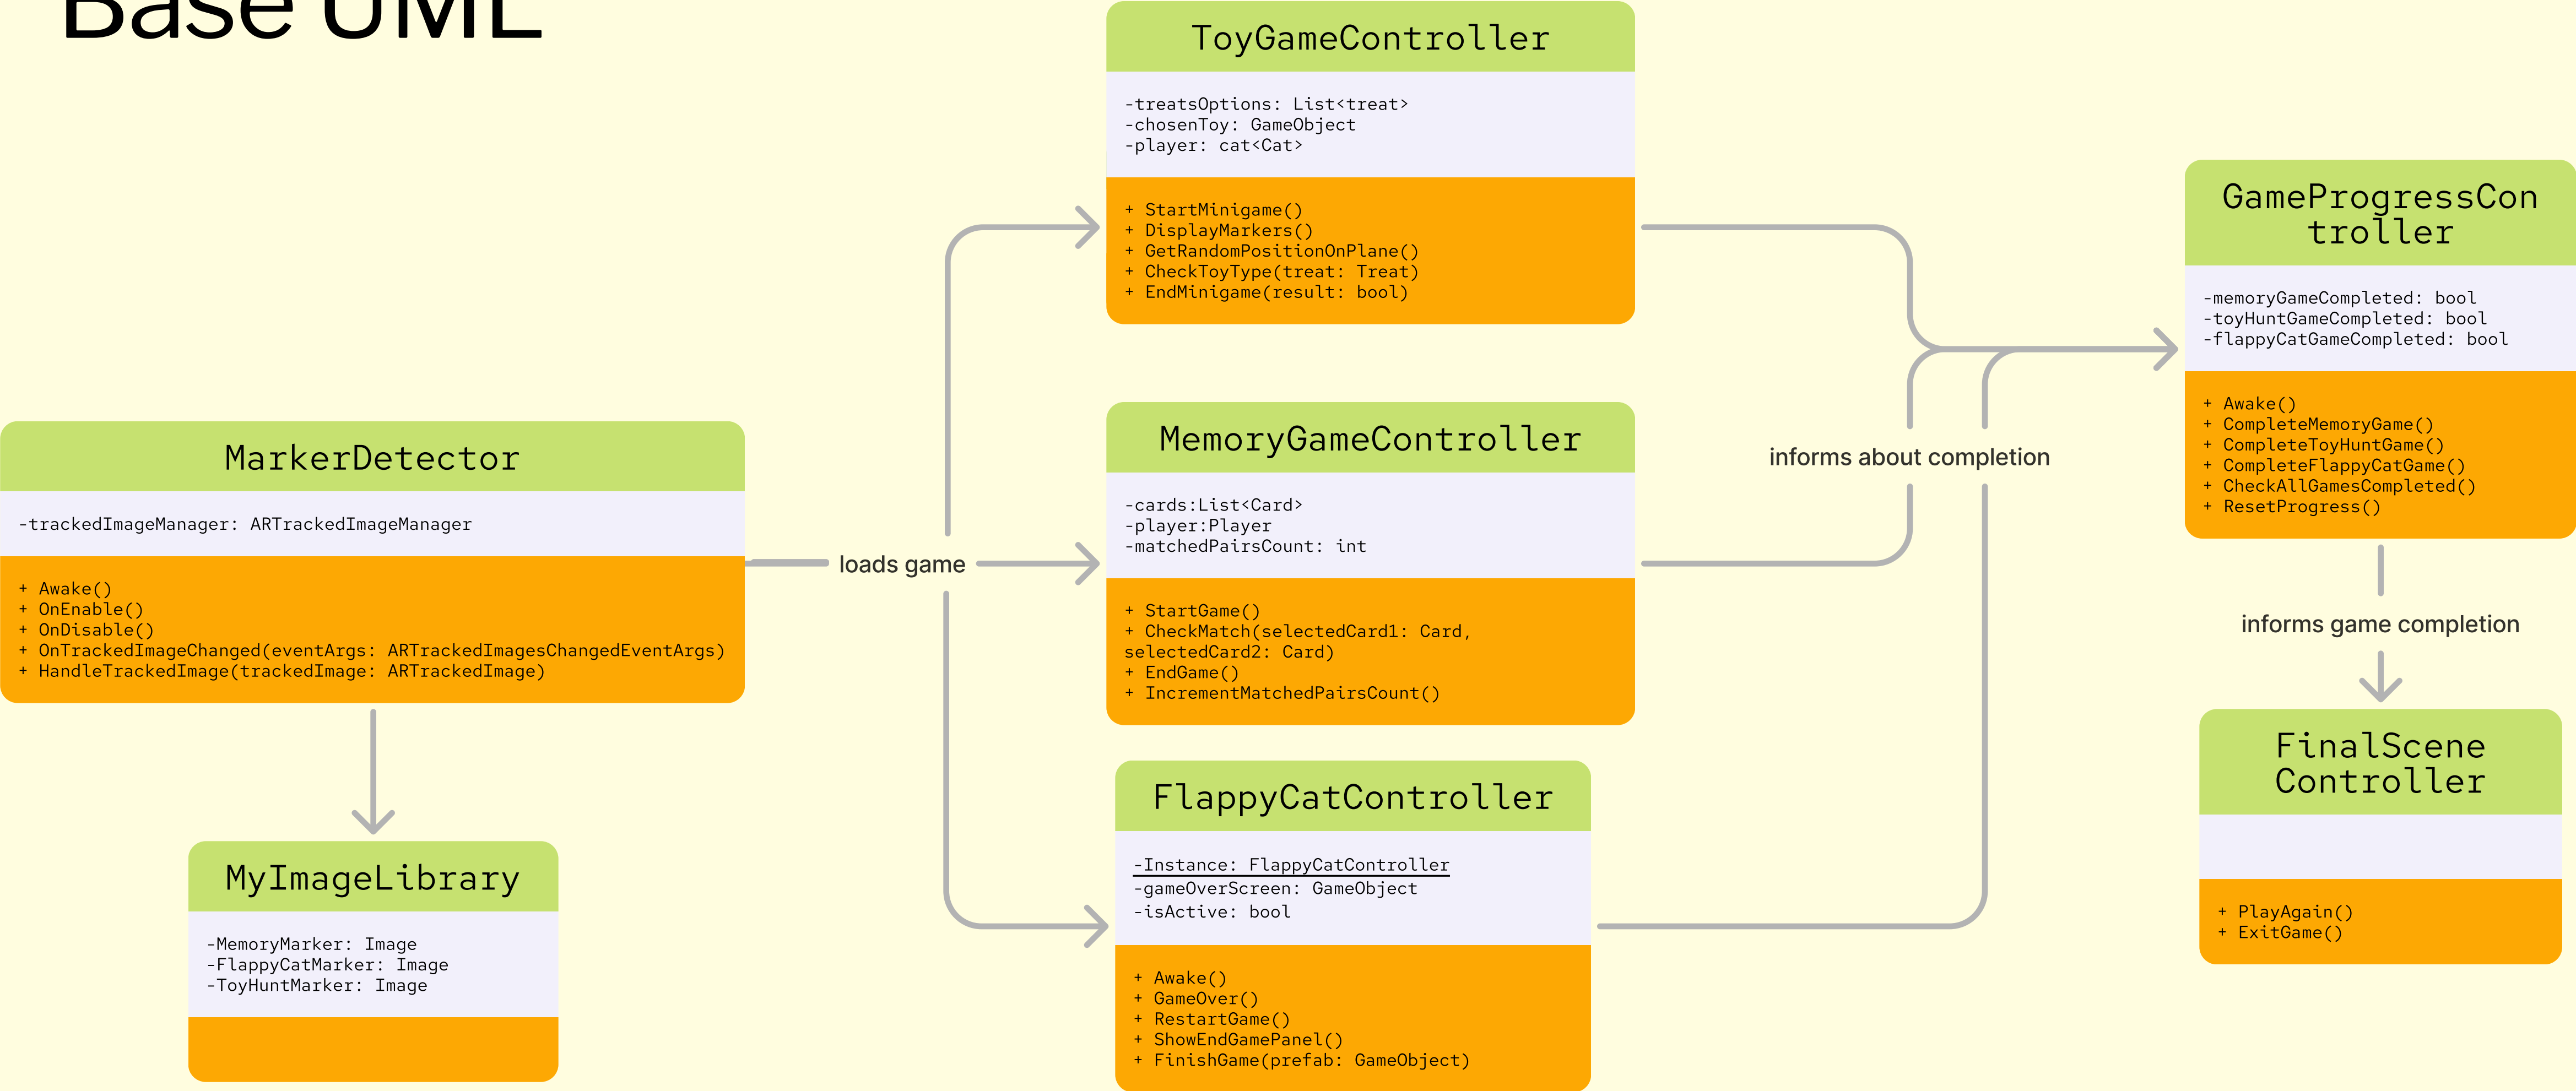 Base UML
ToyGameController
-treatsOptions: List<treat>
-chosenToy: GameObject
-player: cat<Cat>
+ StartMinigame()
+ DisplayMarkers()
+ GetRandomPositionOnPlane()
+ CheckToyType(treat: Treat)
+ EndMinigame(result: bool)
GameProgressCon
troller
-memoryGameCompleted: bool
-toyHuntGameCompleted: bool
-flappyCatGameCompleted: bool
+ Awake()
+ CompleteMemoryGame()
+ CompleteToyHuntGame()
+ CompleteFlappyCatGame()
+ CheckAllGamesCompleted()
+ ResetProgress()
MarkerDetector
-trackedImageManager: ARTrackedImageManager
+ Awake()
+ OnEnable()
+ OnDisable()
+ OnTrackedImageChanged(eventArgs: ARTrackedImagesChangedEventArgs)
+ HandleTrackedImage(trackedImage: ARTrackedImage)
loads game
MemoryGameController
-cards:List<Card>
-player:Player
-matchedPairsCount: int
+ StartGame()
+ CheckMatch(selectedCard1: Card,
selectedCard2: Card)
+ EndGame()
+ IncrementMatchedPairsCount()
informs about completion
informs game completion
MyImageLibrary
-MemoryMarker: Image
-FlappyCatMarker: Image
-ToyHuntMarker: Image
FlappyCatController
-Instance: FlappyCatController
-gameOverScreen: GameObject
-isActive: bool
+ Awake()
+ GameOver()
+ RestartGame()
+ ShowEndGamePanel()
+ FinishGame(prefab: GameObject)
FinalScene
Controller
+ PlayAgain()
+ ExitGame()